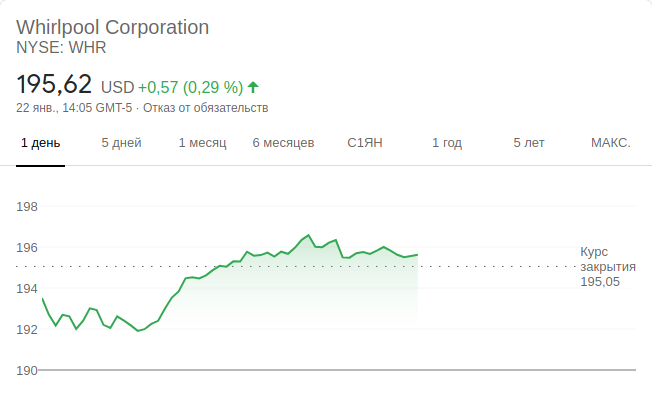 Whirlpool Corporation
NYSE: WHR
195,62 USD +0,57 (0,29 %)
22 янв., 14:05 GMT-5 · Отказ от обязательств
1 день 5 дней 1 месяц 6 месяцев С1ЯН 1 год 5 лет МАКС.
198
196
194
192
190
Курс
закрытия
195,05